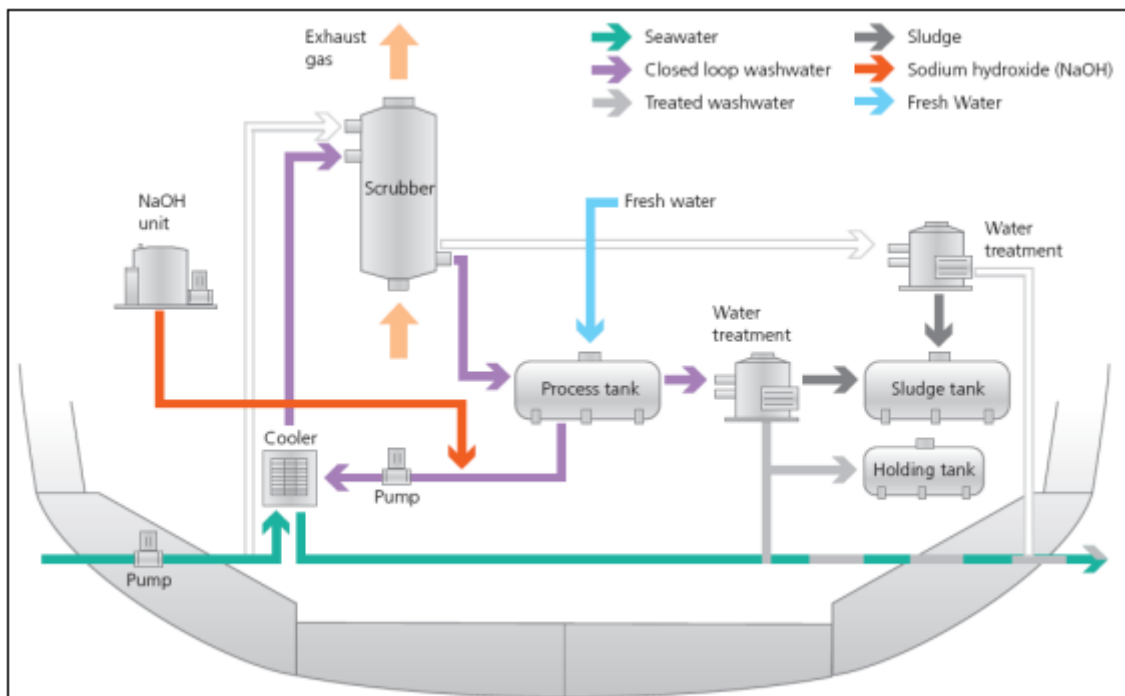 Exhaust
gas
Seawater
Closed loop washwater
Treated washwater
Sludge
Sodium hydroxide (NaOH)
Fresh Water
Scrubber
NaOH
unit
Fresh water
Water
treatment
Water
treatment
Process tank
Sludge tank
Cooler
Holding tank
Pump
Pump